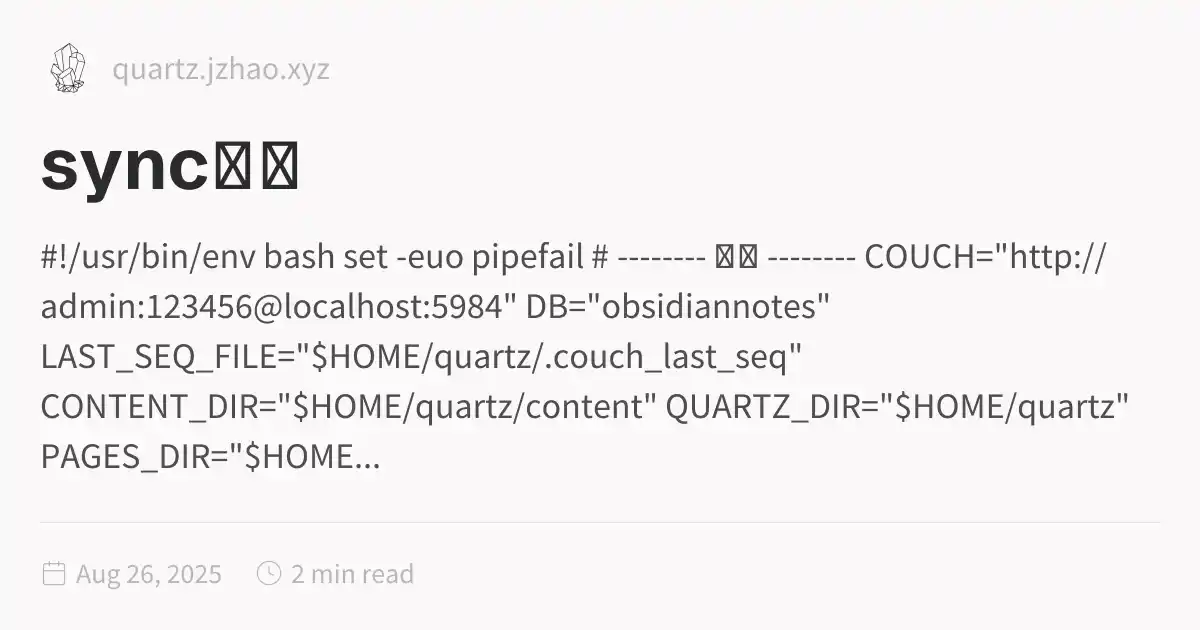 quartz.jzhao.xyz
sync
#!/usr/bin/env bash set -euo pipefail # -------- -------- COUCH="http://
admin:123456@localhost:5984" DB="obsidiannotes"
LAST_SEQ_FILE="$HOME/quartz/.couch_last_seq"
CONTENT_DIR="$HOME/quartz/content" QUARTZ_DIR="$HOME/quartz"
PAGES_DIR="$HOME...
Aug 26, 2025 2 min read